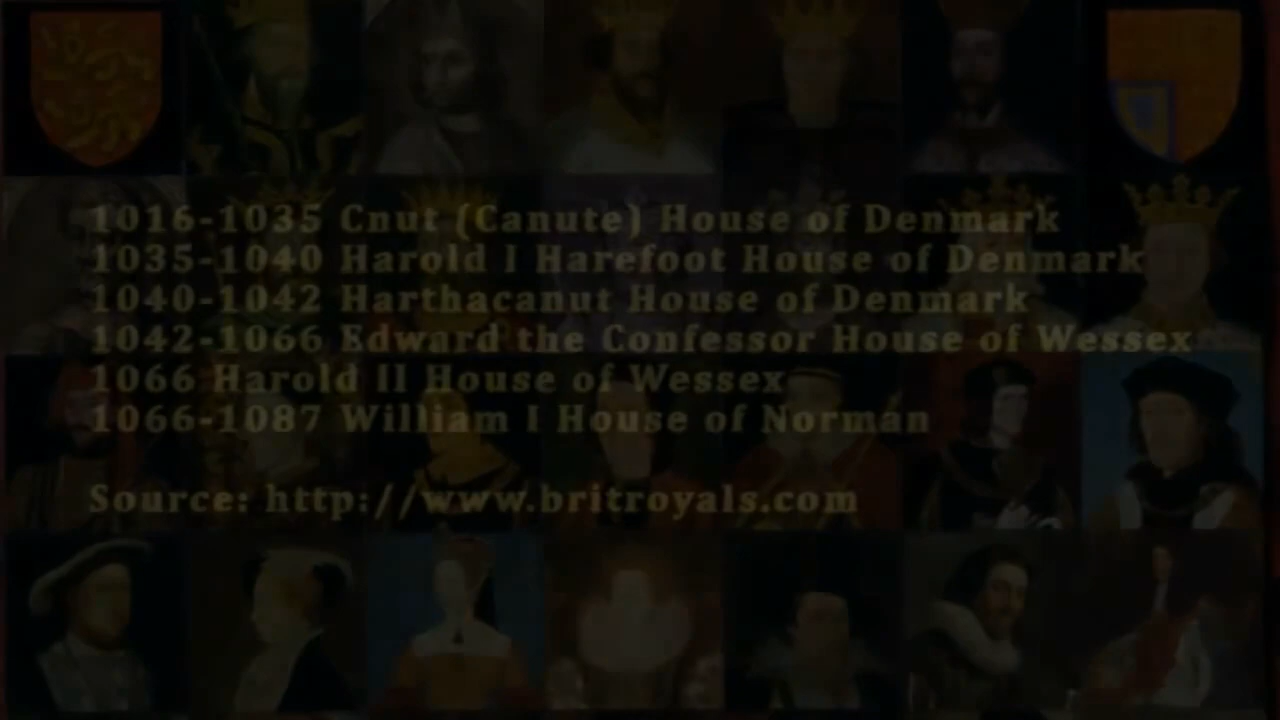 1016-1035 Cnut (Canute) House of Denmark
1035-1040 Harold I Harefoot House of Denmark
1040-1042 Harthacanut House of Denmark
1042-1066 Edward the Confessor House of Wessex
1066 Harold II House of Wessex
1066-1087 William I House of Norman
Source: http://www.britroyals.com